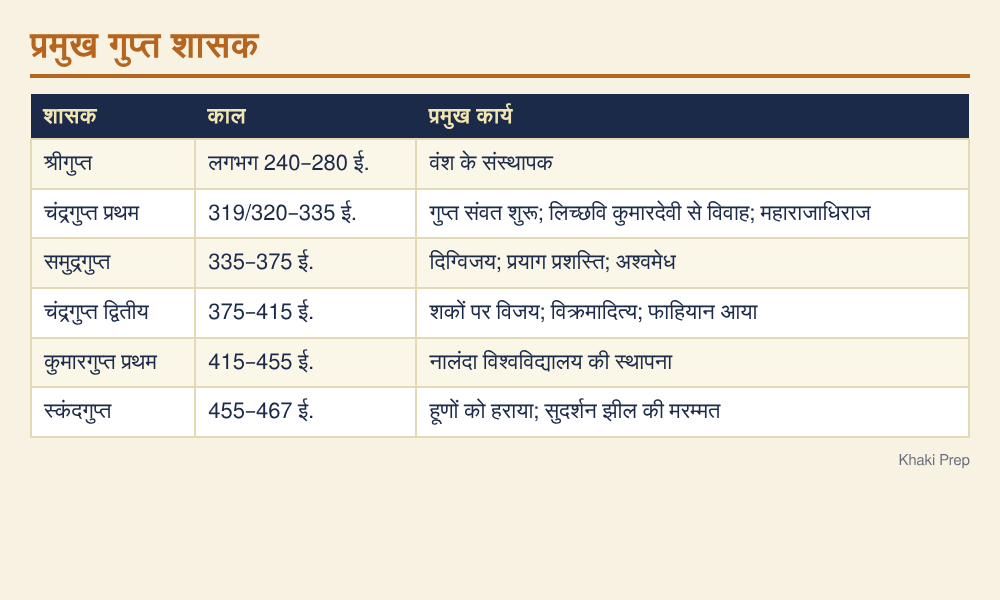 प्रमुख गुप्त शासक
शासक काल प्रमुख कार्य
श्रीगुप्त लगभग 240–280 ई. वंश के संस्थापक
चंद्रगुप्त प्रथम 319/320–335 ई. गुप्त संवत शुरू; लिच्छवि कुमारदेवी से विवाह; महाराजाधिराज
समुद्रगुप्त 335–375 ई. दिग्विजय; प्रयाग प्रशस्ति; अश्वमेध
चंद्रगुप्त द्वितीय 375–415 ई. शकों पर विजय; विक्रमादित्य; फाहियान आया
कुमारगुप्त प्रथम 415–455 ई. नालंदा विश्वविद्यालय की स्थापना
स्कंदगुप्त 455–467 ई. हूणों को हराया; सुदर्शन झील की मरम्मत
Khaki Prep